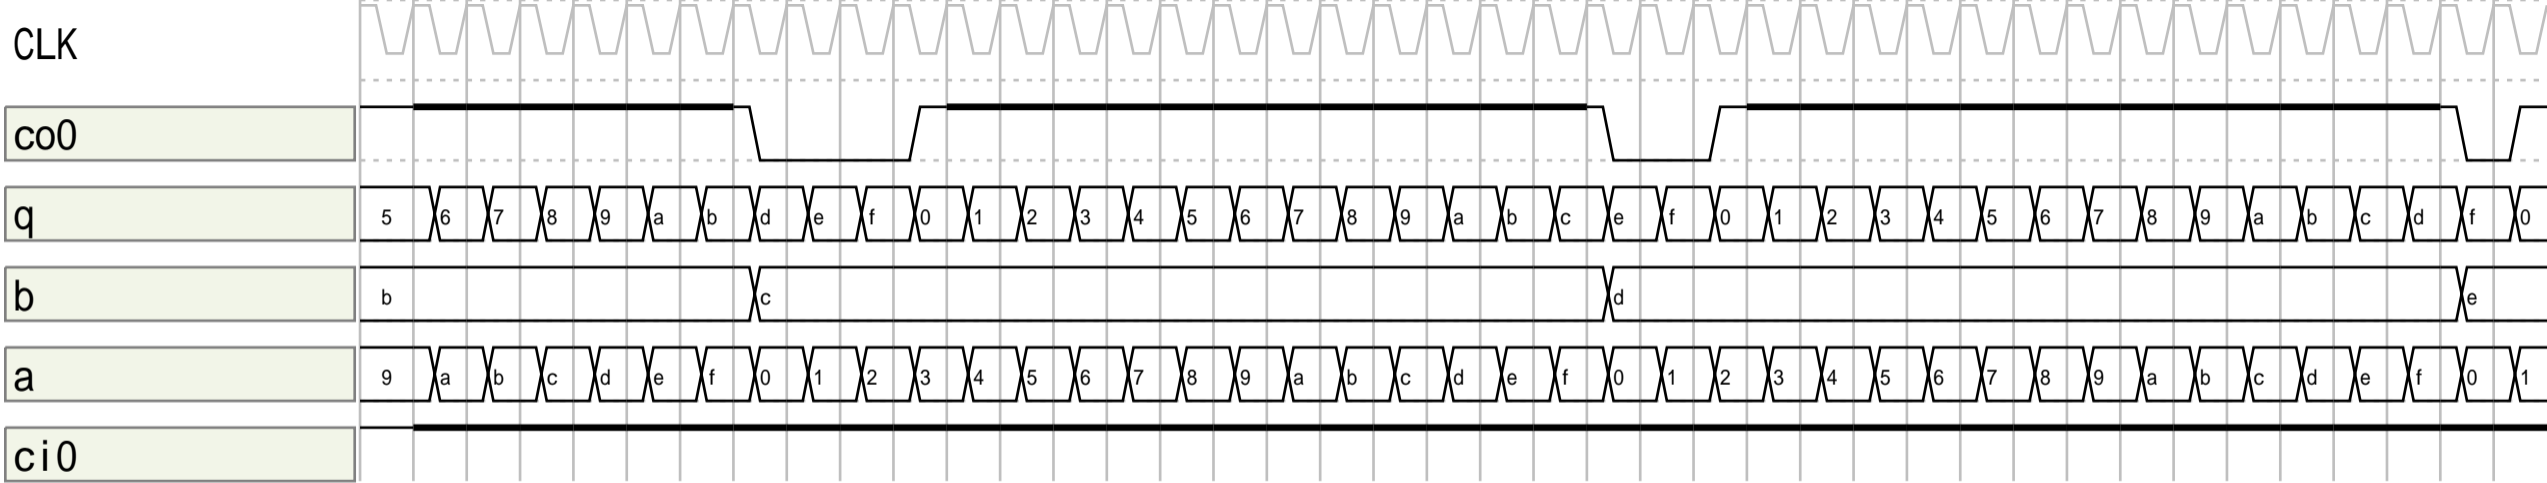 CLK
co0
q 5 6 7 8 9 a b d e f 0 1 2 3 4 5 6 7 8 9 a b c e f 0 1 2 3 4 5 6 7 8 9 a b c d f 0
b b c d e
a 9 a b c d e f 0 1 2 3 4 5 6 7 8 9 a b c d e f 0 1 2 3 4 5 6 7 8 9 a b c d e f 0 1
ci0